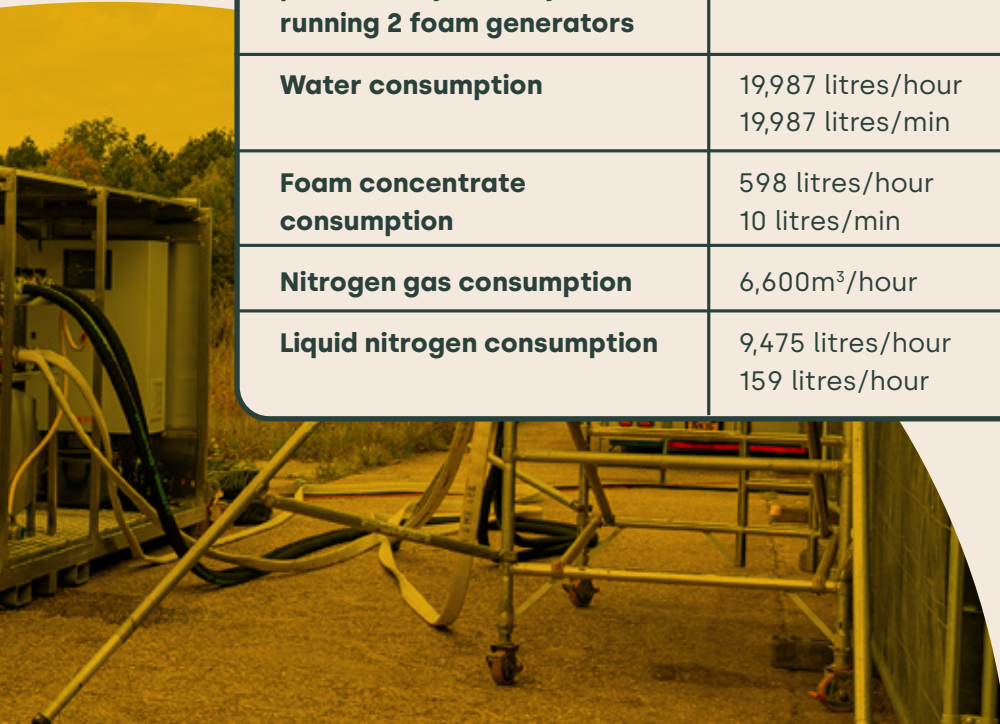 running 2 foam generators
Water consumption
19,987 litres/hour
19,987 litres/min
Foam concentrate
consumption
598 litres/hour
10 litres/min
Nitrogen gas consumption
6,600m³/hour
Liquid nitrogen consumption
9,475 litres/hour
159 litres/hour